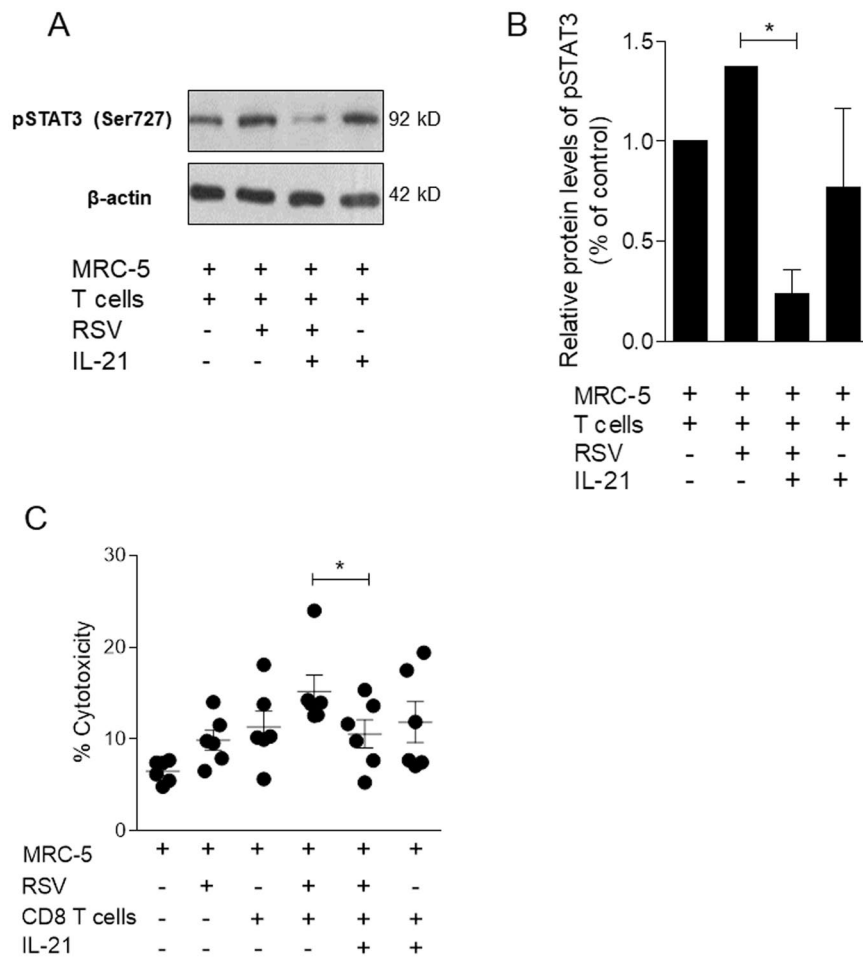 A
pSTAT3 (Ser727)
92 kD
β-actin
42 kD
MRC-5 + + + +
T cells + + + +
RSV - + + -
IL-21 - - + +
B
Relative protein levels of pSTAT3
(% of control)
1.5
1.0
0.5
0.0
*
MRC-5 + + + +
T cells + + + +
RSV - + + -
IL-21 - - + +
C
% Cytotoxicity
30
20
10
0
*
MRC-5 + + + + + +
RSV - + - + + -
CD8 T cells - - + + + +
IL-21 - - - - + +